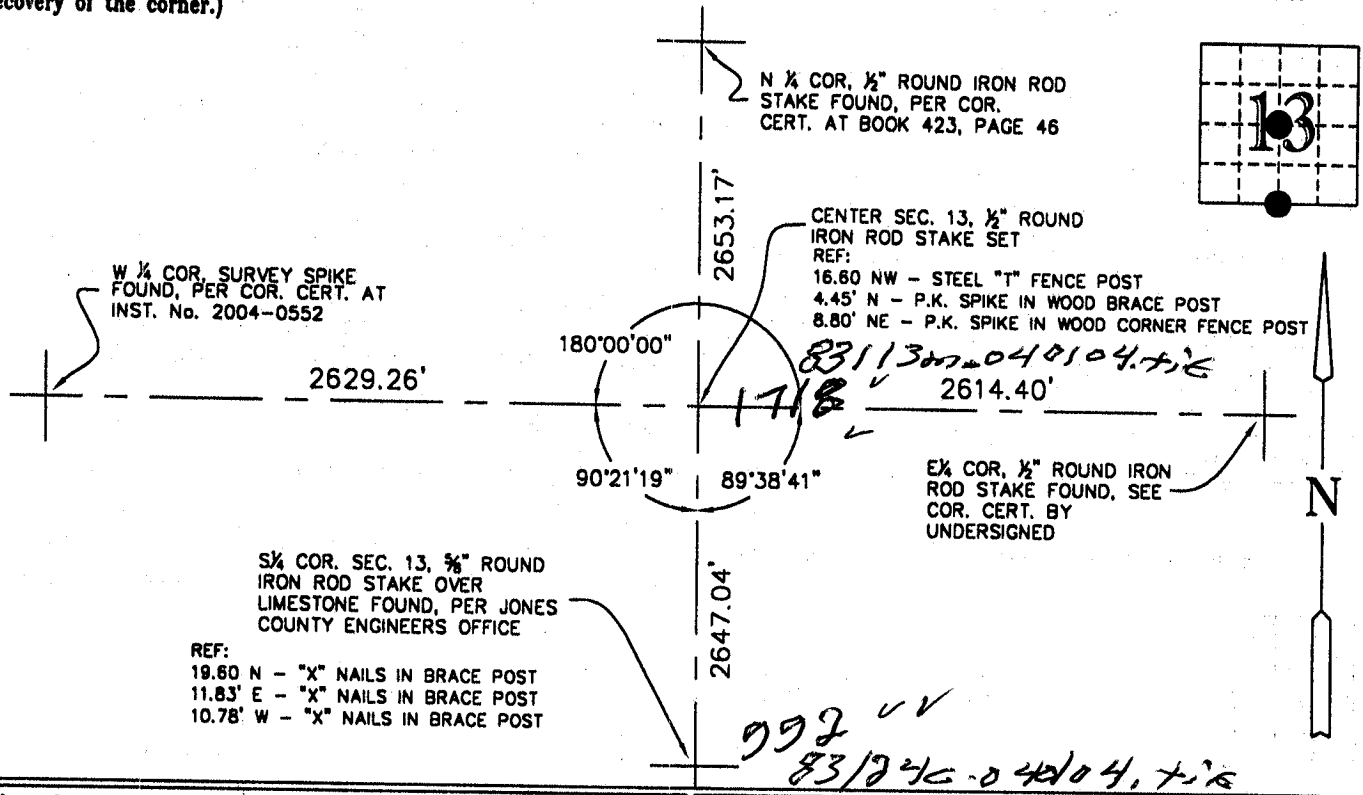 ecovery of the corner.)
N ¼ COR, ½" ROUND IRON ROD
STAKE FOUND, PER COR.
CERT. AT BOOK 423, PAGE 46
13
2653.17'
CENTER SEC. 13, ½" ROUND
IRON ROD STAKE SET
REF:
16.60 NW – STEEL "T" FENCE POST
4.45' N – P.K. SPIKE IN WOOD BRACE POST
8.80' NE – P.K. SPIKE IN WOOD CORNER FENCE POST
W ¼ COR, SURVEY SPIKE
FOUND, PER COR. CERT. AT
INST. No. 2004-0552
180°00'00"
83113m-040104.tie
2629.26'
1718
2614.40'
90°21'19"
89°38'41"
E¼ COR, ½" ROUND IRON
ROD STAKE FOUND, SEE
COR. CERT. BY
UNDERSIGNED
N
S¼ COR. SEC. 13, ⅝" ROUND
IRON ROD STAKE OVER
LIMESTONE FOUND, PER JONES
COUNTY ENGINEERS OFFICE
2647.04'
REF:
19.60 N – "X" NAILS IN BRACE POST
11.83' E – "X" NAILS IN BRACE POST
10.78' W – "X" NAILS IN BRACE POST
992